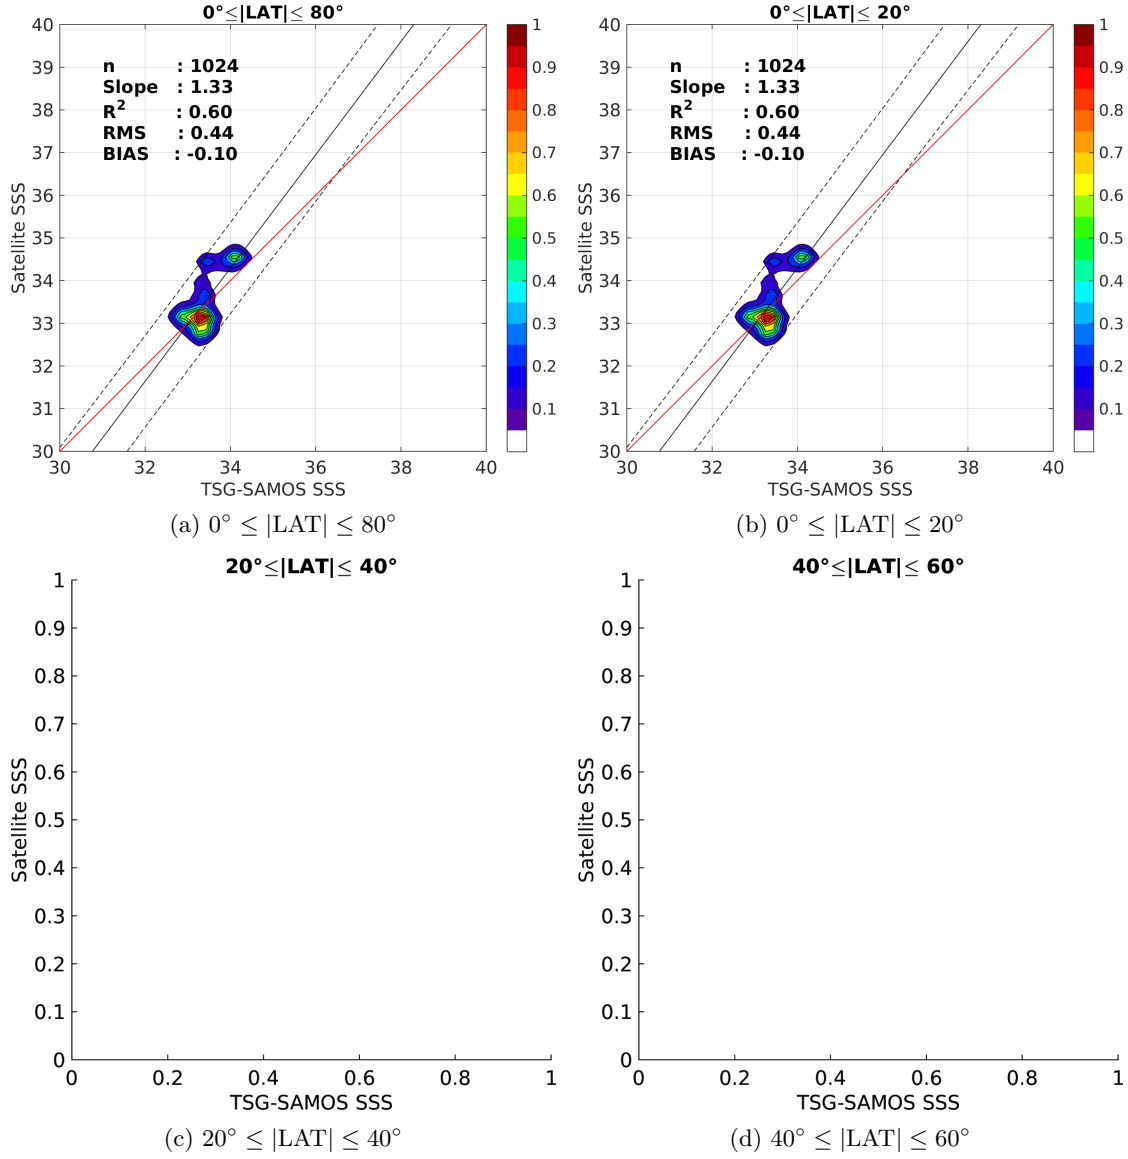 0°≤|LAT|≤ 80°
n : 1024
Slope : 1.33
R² : 0.60
RMS : 0.44
BIAS : -0.10
40
39
38
37
36
35
34
33
32
31
30
30 32 34 36 38 40
Satellite SSS
TSG-SAMOS SSS
1
0.9
0.8
0.7
0.6
0.5
0.4
0.3
0.2
0.1
(a) 0° ≤ |LAT| ≤ 80°
0°≤|LAT|≤ 20°
n : 1024
Slope : 1.33
R² : 0.60
RMS : 0.44
BIAS : -0.10
40
39
38
37
36
35
34
33
32
31
30
30 32 34 36 38 40
Satellite SSS
TSG-SAMOS SSS
1
0.9
0.8
0.7
0.6
0.5
0.4
0.3
0.2
0.1
(b) 0° ≤ |LAT| ≤ 20°
20°≤|LAT|≤ 40°
1
0.9
0.8
0.7
0.6
0.5
0.4
0.3
0.2
0.1
0
0 0.2 0.4 0.6 0.8 1
Satellite SSS
TSG-SAMOS SSS
(c) 20° ≤ |LAT| ≤ 40°
40°≤|LAT|≤ 60°
1
0.9
0.8
0.7
0.6
0.5
0.4
0.3
0.2
0.1
0
0 0.2 0.4 0.6 0.8 1
Satellite SSS
TSG-SAMOS SSS
(d) 40° ≤ |LAT| ≤ 60°